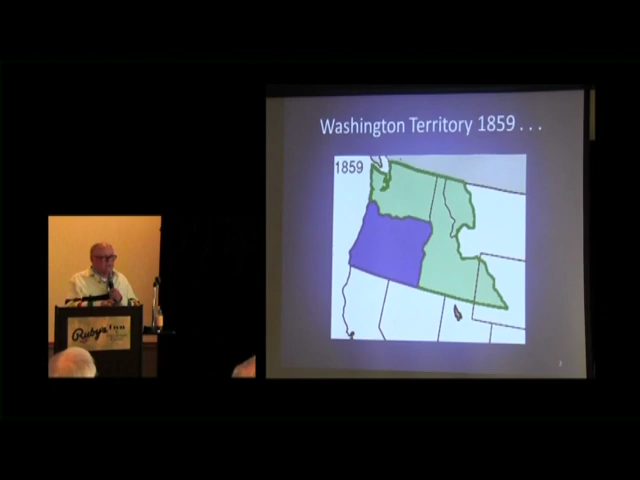 Washington Territory 1859 . . .
1859
Ruby's Inn